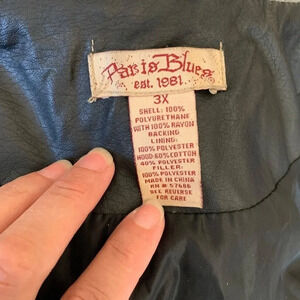 Paris Blues
est. 1981
3X
SHELL: 100%
POLYURETHANE
WITH 100% RAYON
BACKING
LINING:
100% POLYESTER
HOOD: 60% COTTON
40% POLYESTER
FILLER:
100% POLYESTER
MADE IN CHINA
RN # 57686
SEE REVERSE
FOR CARE